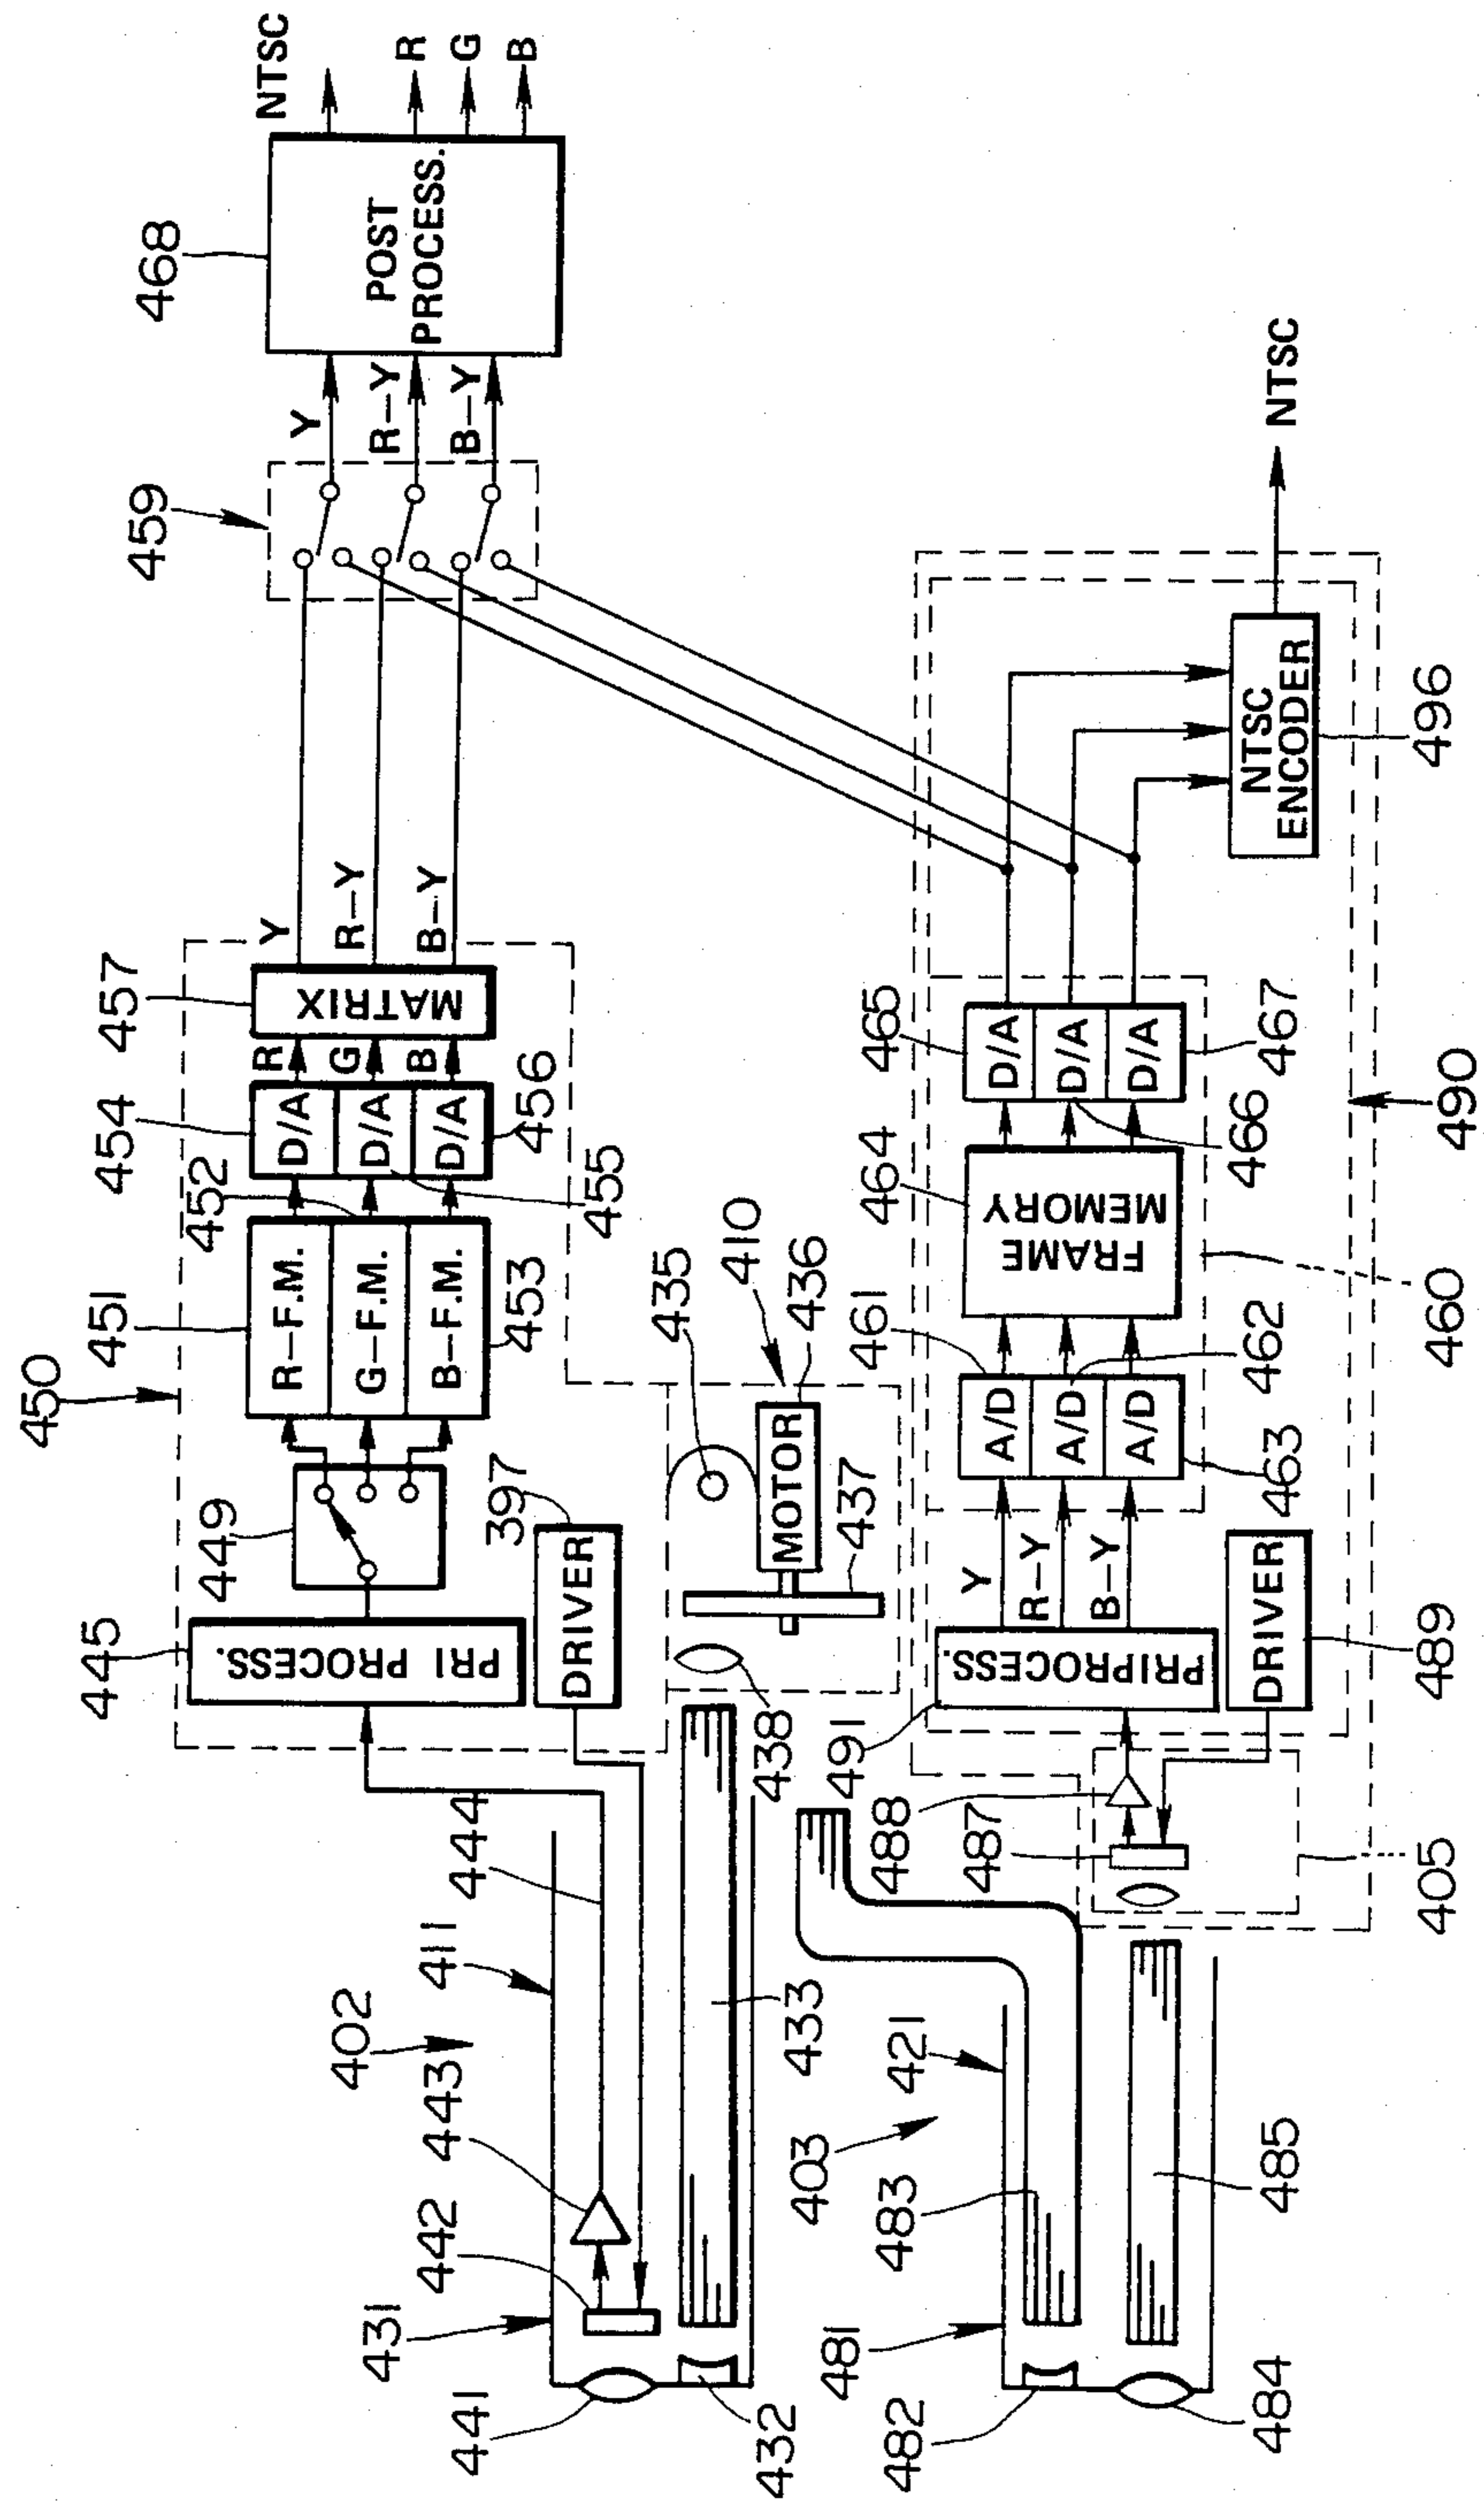 NTSC
R
G
B
468
POST
PROCESS.
Y
R-Y
B-Y
459
NTSC
457
Y
R-Y
B-Y
MATRIX
R
G
B
454
452
D/A
D/A
D/A
456
455
451
450
R-F.M.
G-F.M.
B-F.M.
453
449
445
PRI PROCESS.
397
DRIVER
435
410
436
MOTOR
437
438
NTSC
ENCODER
496
465
D/A
D/A
D/A
467
466
464
FRAME
MEMORY
490
460
461
A/D
A/D
A/D
462
463
Y
R-Y
B-Y
491
PRIPROCESS.
DRIVER
489
488
487
405
402
411
444
443
442
431
441
432
433
403
421
483
481
482
484
485